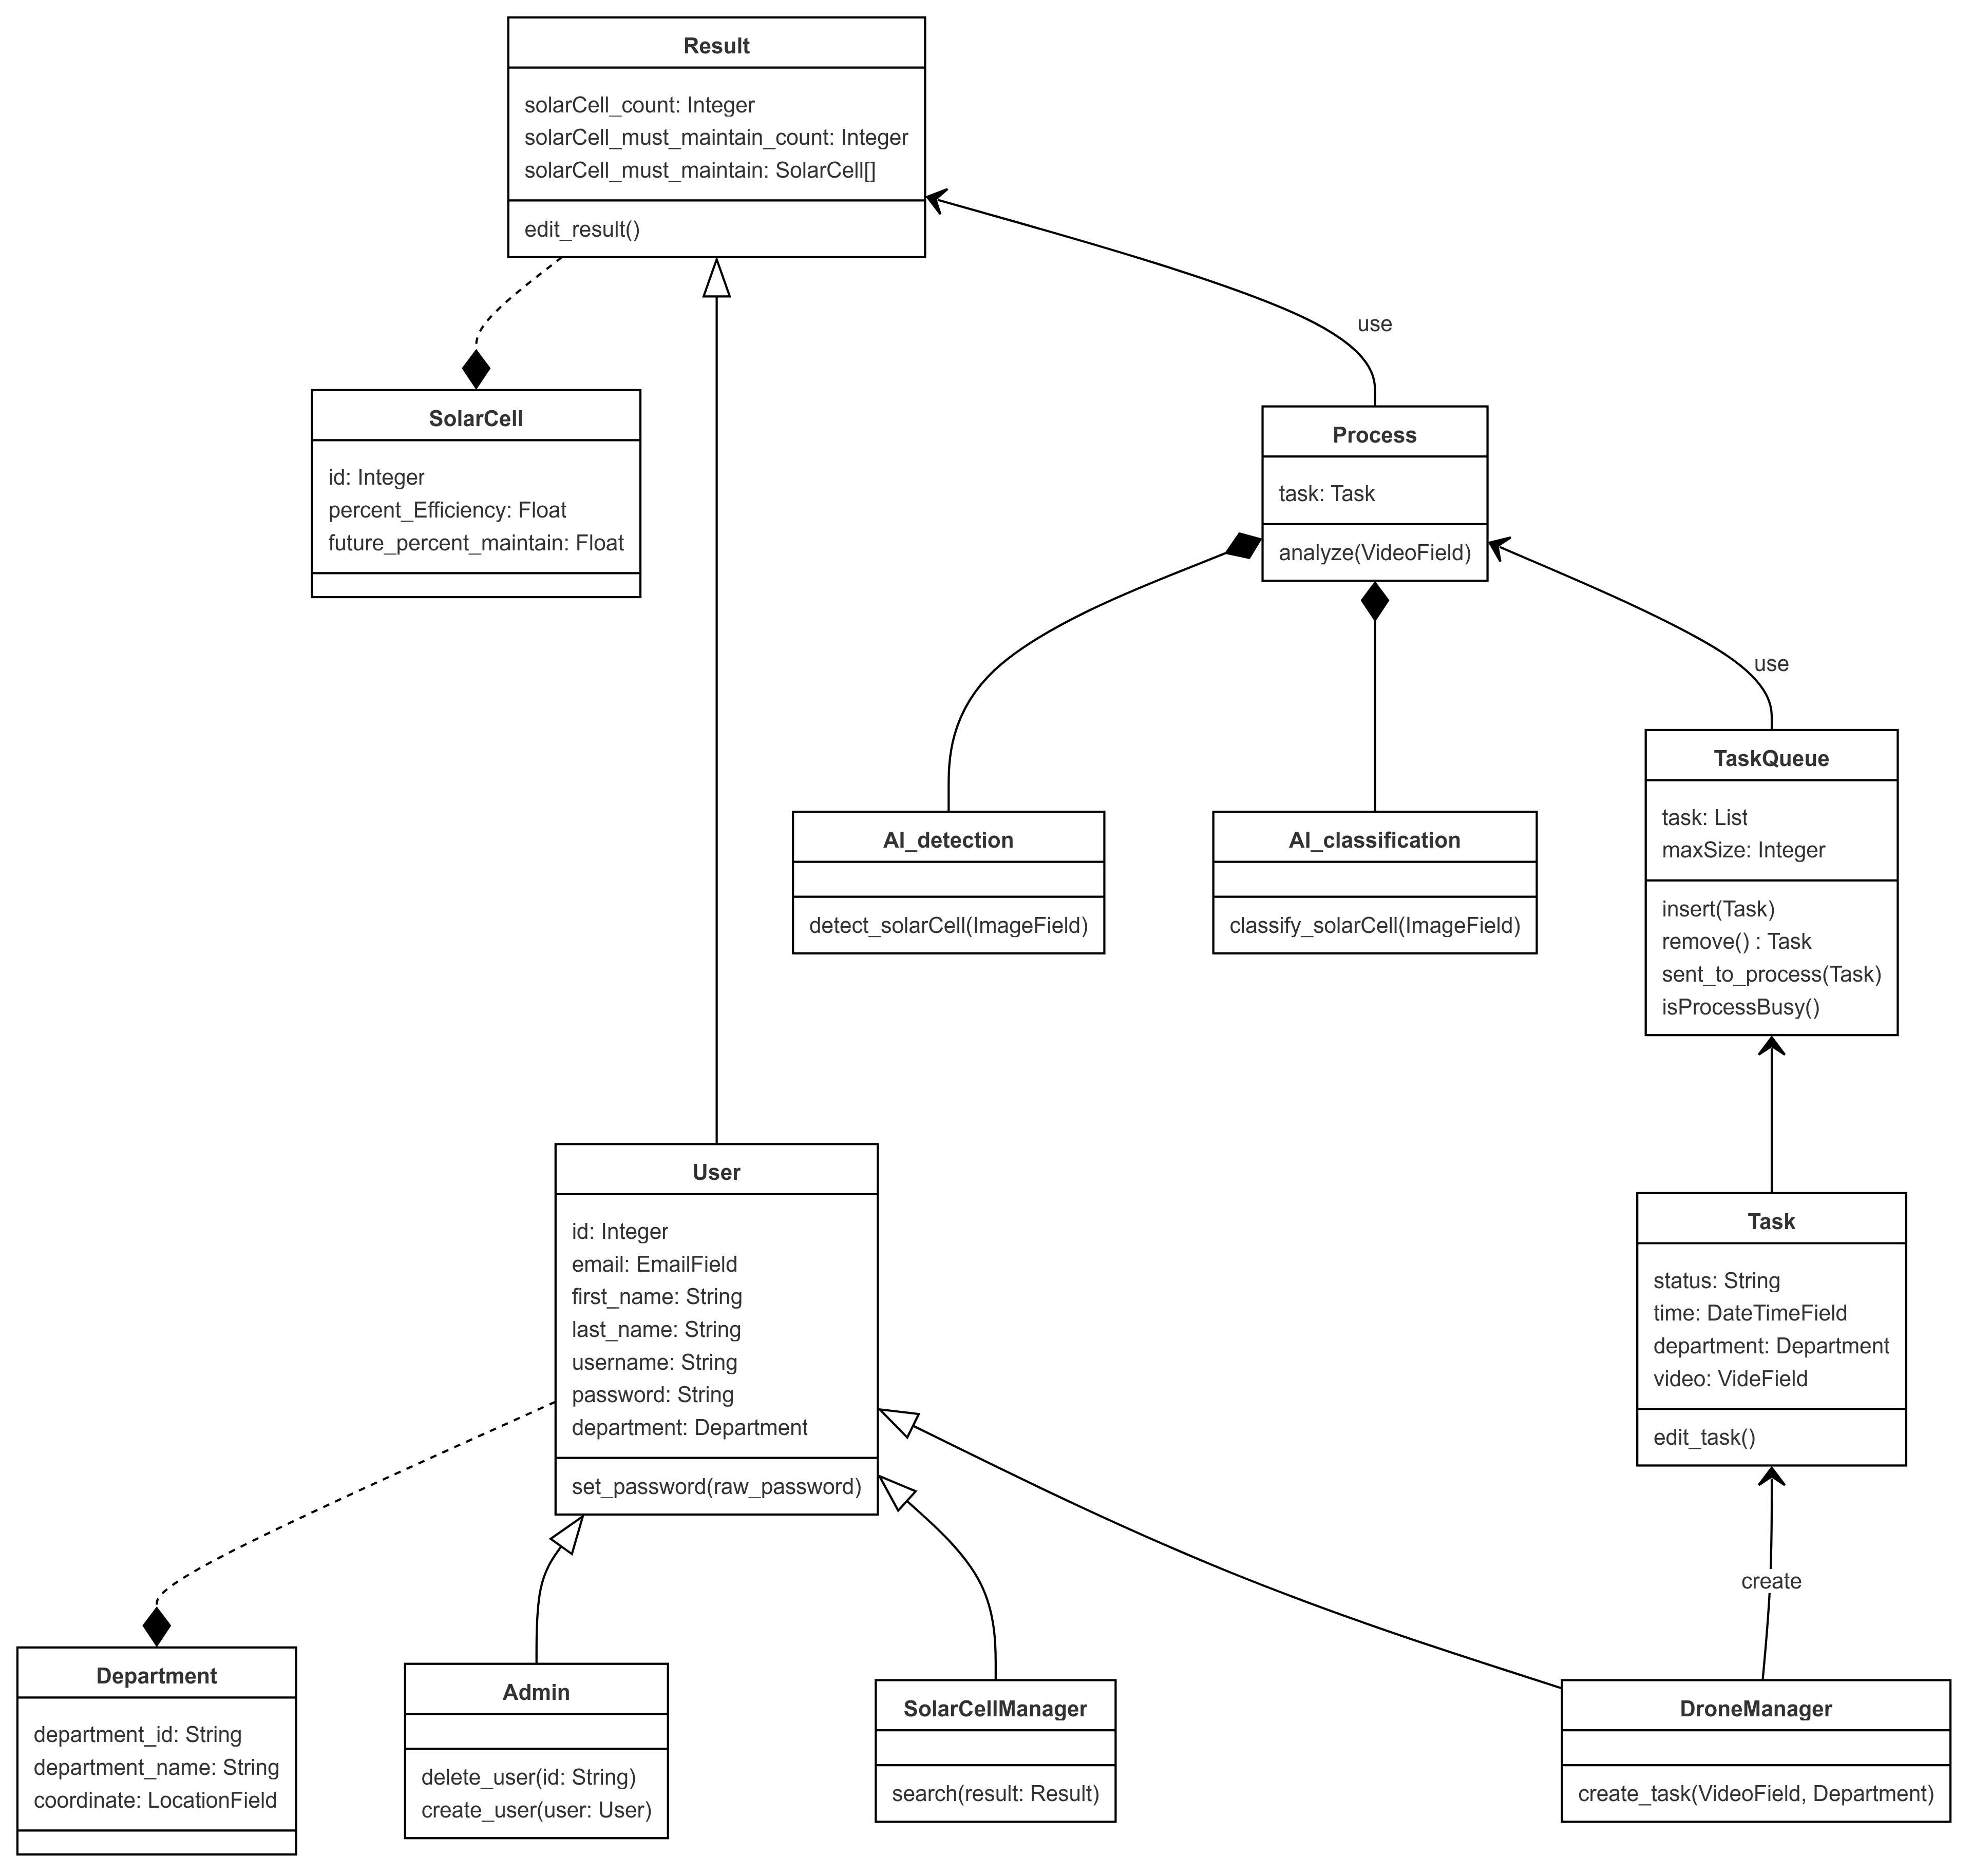 Result
solarCell_count: Integer
solarCell_must_maintain_count: Integer
solarCell_must_maintain: SolarCell[]
edit_result()
use
SolarCell
id: Integer
percent_Efficiency: Float
future_percent_maintain: Float
Process
task: Task
analyze(VideoField)
use
AI_detection
detect_solarCell(ImageField)
AI_classification
classify_solarCell(ImageField)
TaskQueue
task: List
maxSize: Integer
insert(Task)
remove() : Task
sent_to_process(Task)
isProcessBusy()
User
id: Integer
email: EmailField
first_name: String
last_name: String
username: String
password: String
department: Department
set_password(raw_password)
Task
status: String
time: DateTimeField
department: Department
video: VideField
edit_task()
create
Department
department_id: String
department_name: String
coordinate: LocationField
Admin
delete_user(id: String)
create_user(user: User)
SolarCellManager
search(result: Result)
DroneManager
create_task(VideoField, Department)